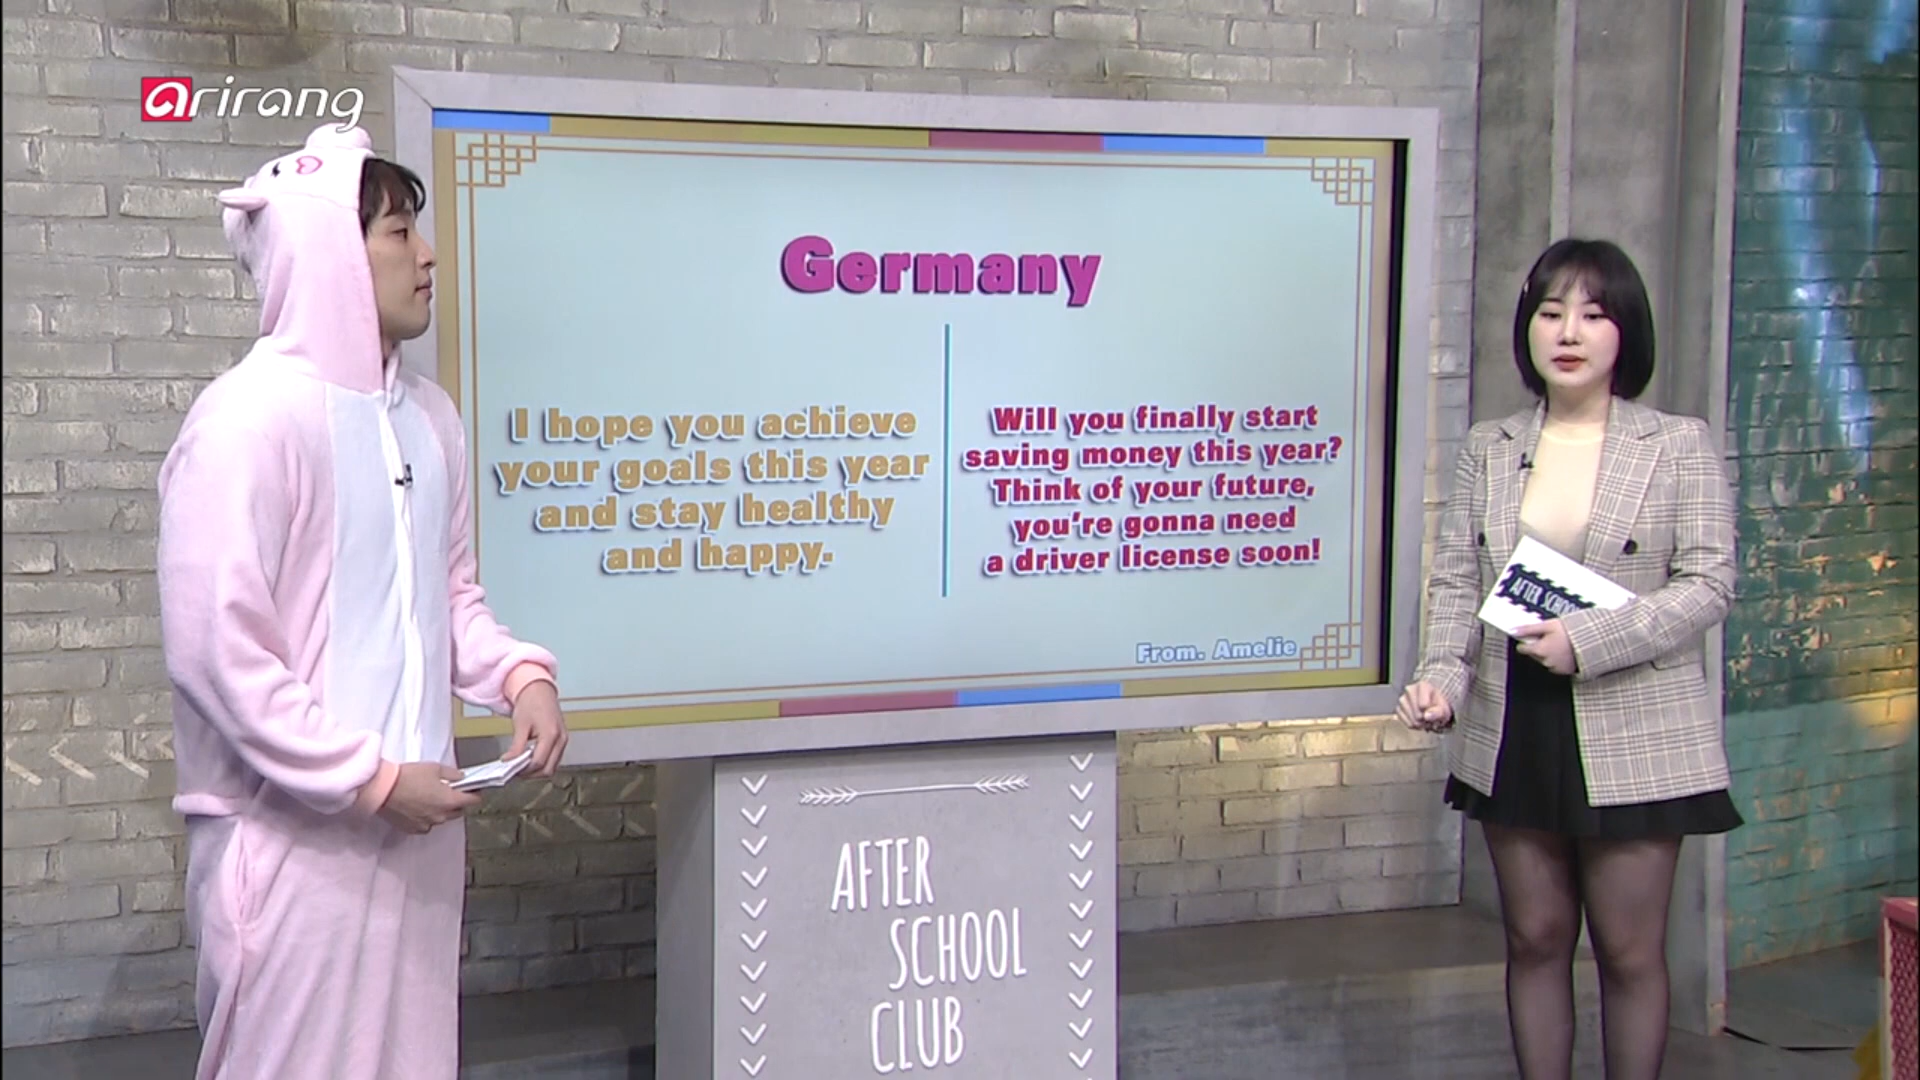 arirang
Germany
I hope you achieve
your goals this year
and stay healthy
and happy.
Will you finally start
saving money this year?
Think of your future,
you're gonna need
a driver license soon!
From. Amelie
AFTER SCHOOL
AFTER
SCHOOL
CLUB